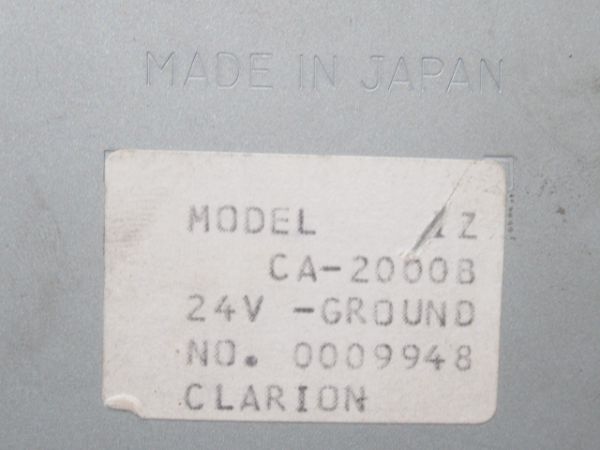 MADE IN JAPAN
MODEL
CA-2000B
24V -GROUND
NO. 0009948
CLARION